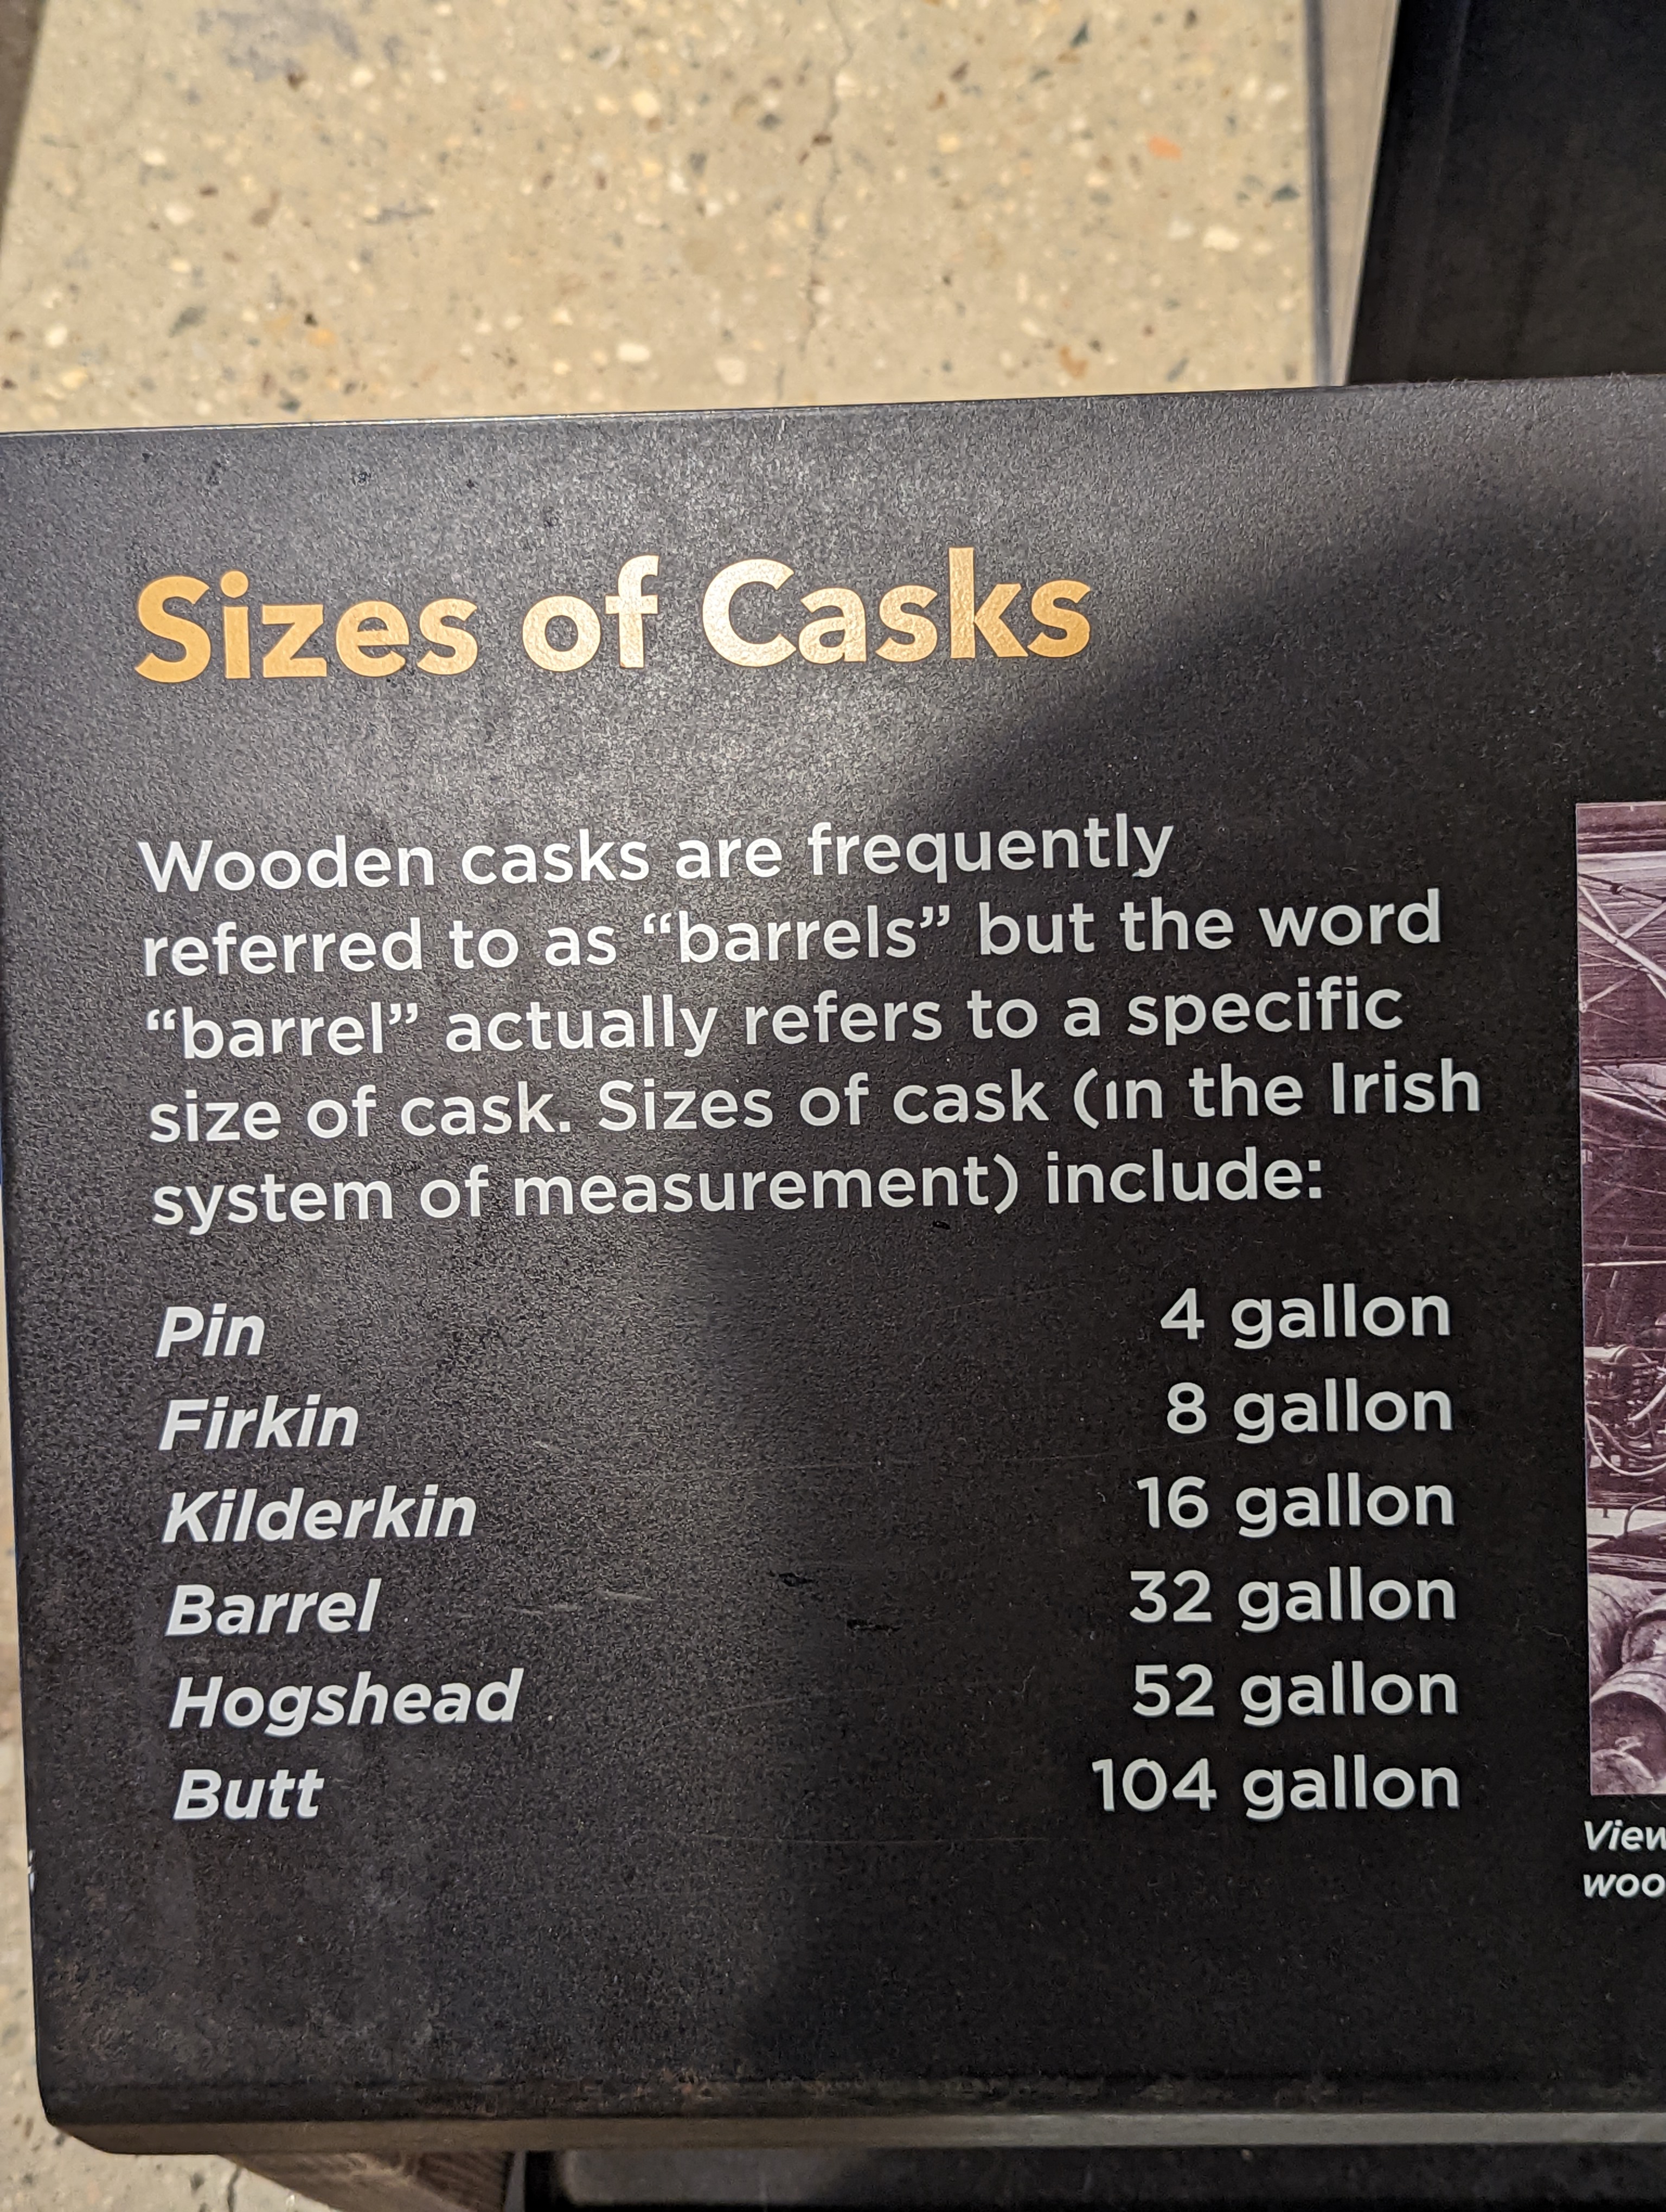 Sizes of Casks
Wooden casks are frequently
referred to as “barrels” but the word
“barrel” actually refers to a specific
size of cask. Sizes of cask (in the Irish
system of measurement) include:
Pin 4 gallon
Firkin 8 gallon
Kilderkin 16 gallon
Barrel 32 gallon
Hogshead 52 gallon
Butt 104 gallon
View
woo